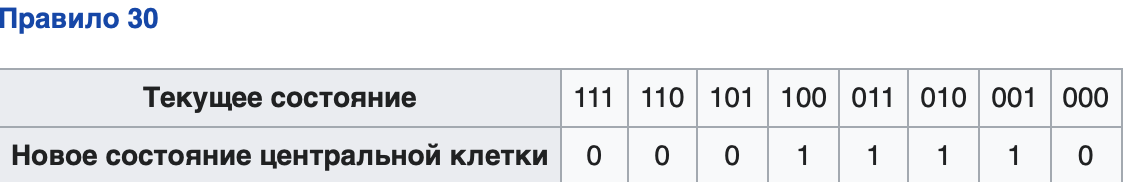 Правило 30
Текущее состояние 111 110 101 100 011 010 001 000
Новое состояние центральной клетки 0 0 0 1 1 1 1 0